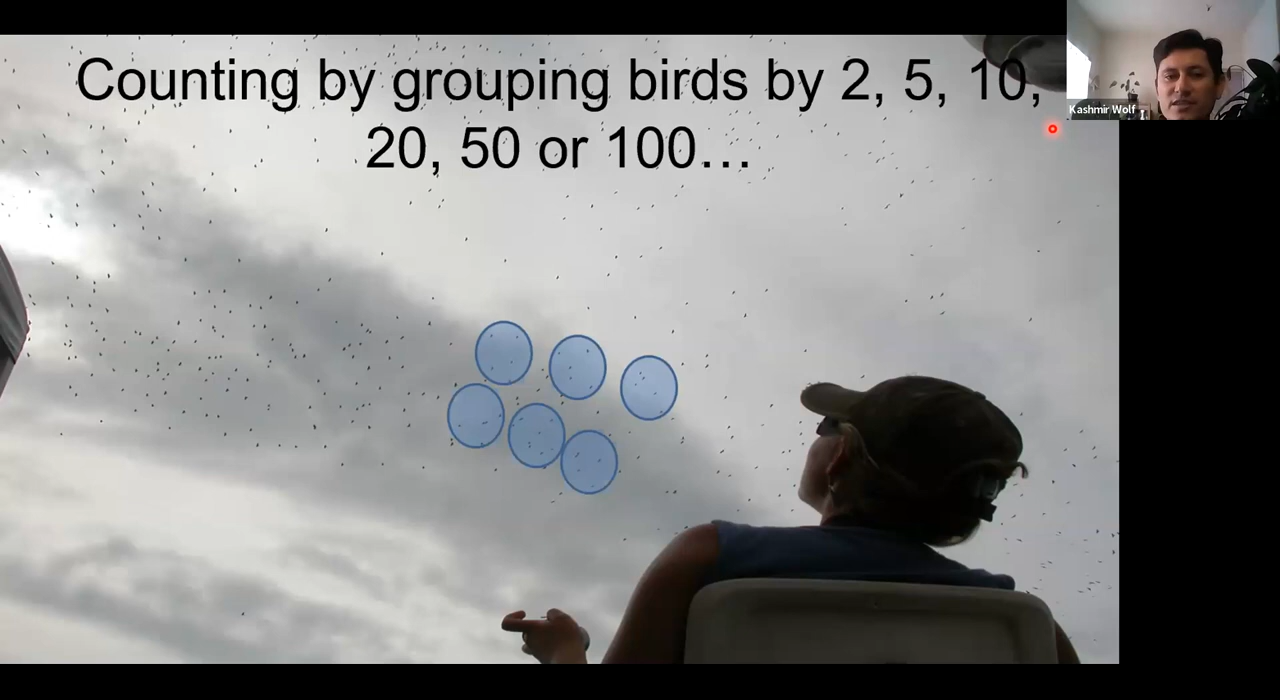 Counting by grouping birds by 2, 5, 10,
20, 50 or 100…
Kashmir Wolf